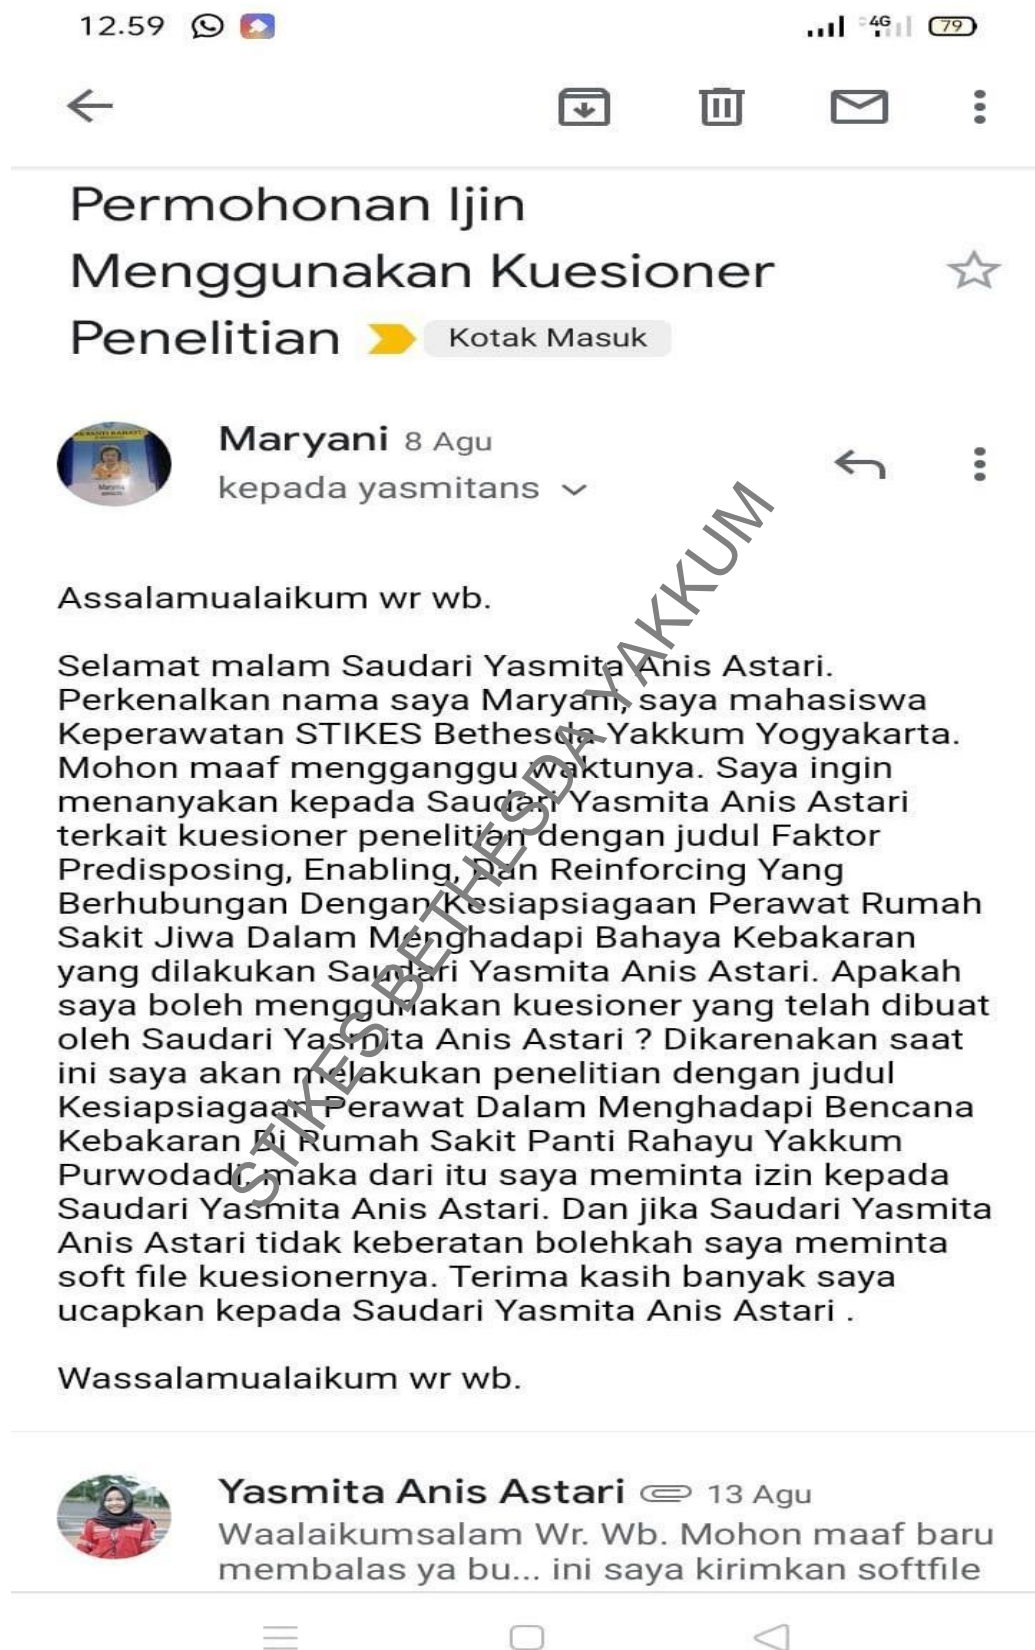 12.59
4G
79
Permohonan Ijin
Menggunakan Kuesioner
Penelitian Kotak Masuk
Maryani 8 Agu
kepada yasmitans
Assalamualaikum wr wb.
Selamat malam Saudari Yasmita Anis Astari.
Perkenalkan nama saya Maryani, saya mahasiswa
Keperawatan STIKES Bethesda Yakkum Yogyakarta.
Mohon maaf mengganggu waktunya. Saya ingin
menanyakan kepada Saudari Yasmita Anis Astari
terkait kuesioner penelitian dengan judul Faktor
Predisposing, Enabling, Dan Reinforcing Yang
Berhubungan Dengan Kesiapsiagaan Perawat Rumah
Sakit Jiwa Dalam Menghadapi Bahaya Kebakaran
yang dilakukan Saudari Yasmita Anis Astari. Apakah
saya boleh menggunakan kuesioner yang telah dibuat
oleh Saudari Yasmita Anis Astari ? Dikarenakan saat
ini saya akan melakukan penelitian dengan judul
Kesiapsiagaan Perawat Dalam Menghadapi Bencana
Kebakaran Di Rumah Sakit Panti Rahayu Yakkum
Purwodadi, maka dari itu saya meminta izin kepada
Saudari Yasmita Anis Astari. Dan jika Saudari Yasmita
Anis Astari tidak keberatan bolehkah saya meminta
soft file kuesionernya. Terima kasih banyak saya
ucapkan kepada Saudari Yasmita Anis Astari .
Wassalamualaikum wr wb.
Yasmita Anis Astari 13 Agu
Waalaikumsalam Wr. Wb. Mohon maaf baru
membalas ya bu... ini saya kirimkan softfile
STIKES BETHESDA YAKKUM